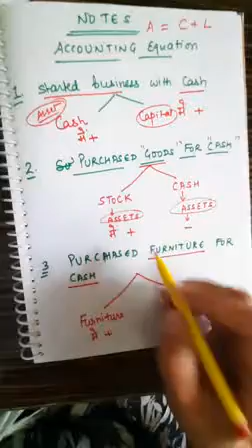 NOTES A = C + L
ACCOUNTING Equation
1. started business with Cash
Asset Cash में + Capital में +
2. PURCHASED "GOODS" FOR "CASH"
STOCK CASH
ASSETS ASSETS
में + -
3 PURCHASED FURNITURE FOR
CASH
Furniture
में +